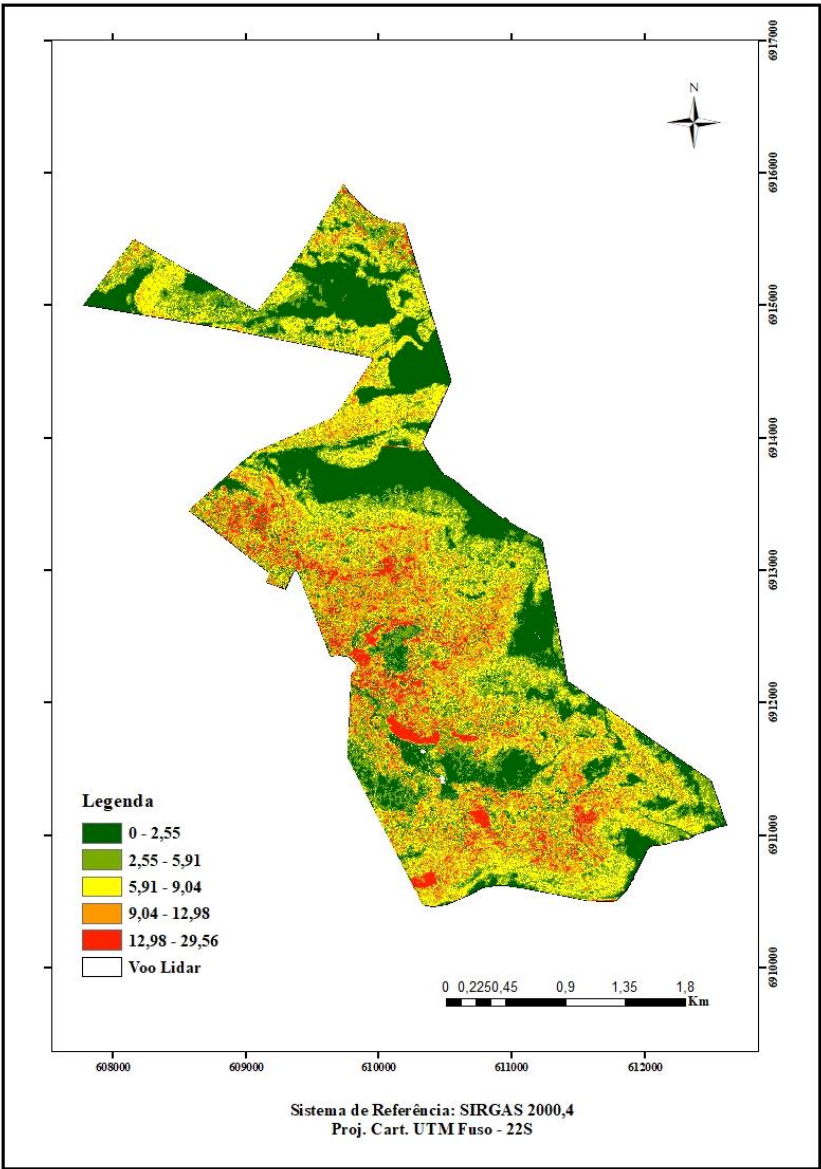 N
6917000
6916000
6915000
6914000
6913000
6912000
6911000
6910000
Legenda
0 - 2,55
2,55 - 5,91
5,91 - 9,04
9,04 - 12,98
12,98 - 29,56
Voo Lidar
0 0,2250,45 0,9 1,35 1,8
Km
608000 609000 610000 611000 612000
Sistema de Referência: SIRGAS 2000,4
Proj. Cart. UTM Fuso - 22S